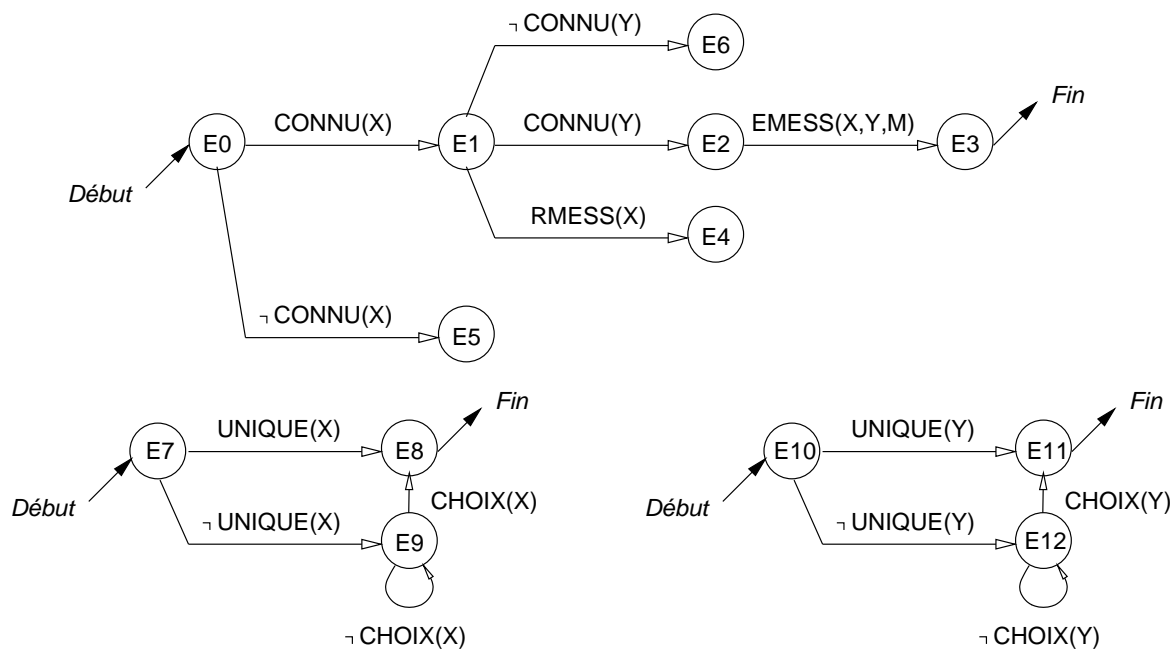 ¬ CONNU(Y)
E6
Fin
E0
CONNU(X)
E1
CONNU(Y)
E2
EMESS(X,Y,M)
E3
Début
RMESS(X)
E4
¬ CONNU(X)
E5
Fin
E7
UNIQUE(X)
E8
Début
CHOIX(X)
¬ UNIQUE(X)
E9
¬ CHOIX(X)
Fin
E10
UNIQUE(Y)
E11
Début
CHOIX(Y)
¬ UNIQUE(Y)
E12
¬ CHOIX(Y)